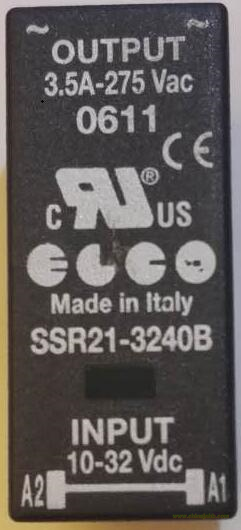 ~ ~
OUTPUT
3.5A-275 Vac
0611
CE
C RU® US
ELCO
Made in Italy
SSR21-3240B
INPUT
10-32 Vdc
A2 A1